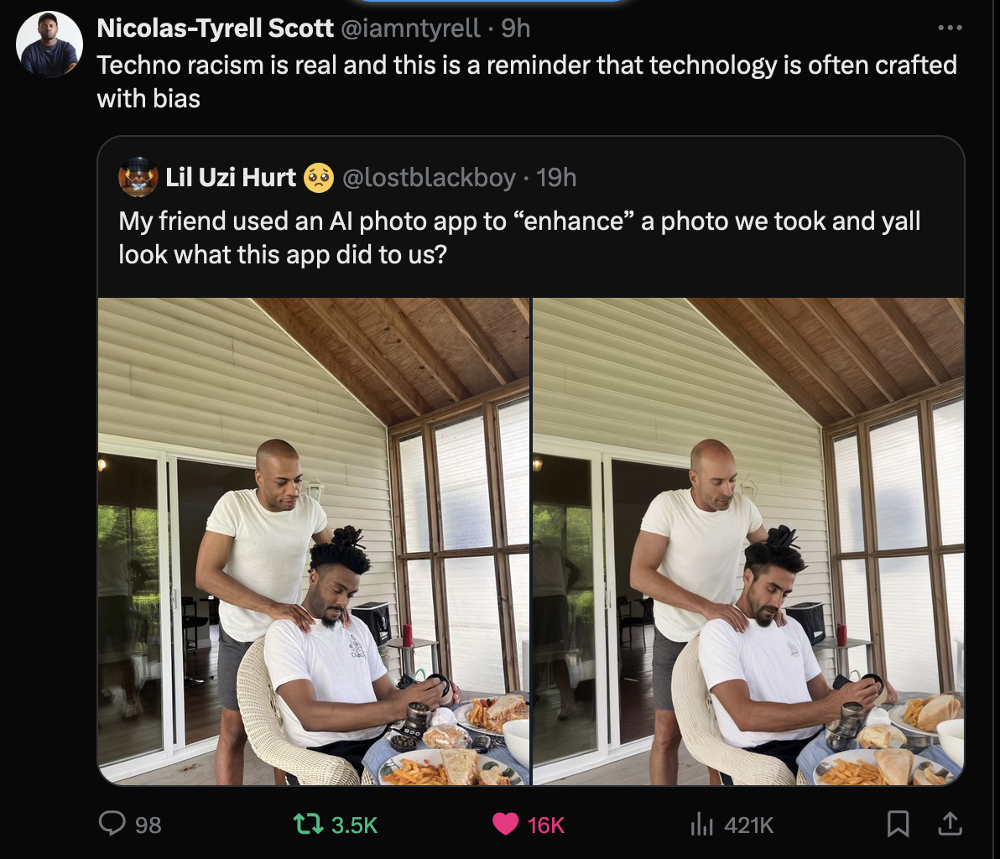 Nicolas-Tyrell Scott @iamntyrell · 9h
Techno racism is real and this is a reminder that technology is often crafted
with bias
Lil Uzi Hurt 🥺 @lostblackboy · 19h
My friend used an AI photo app to “enhance” a photo we took and yall
look what this app did to us?
98 3.5K 16K 421K